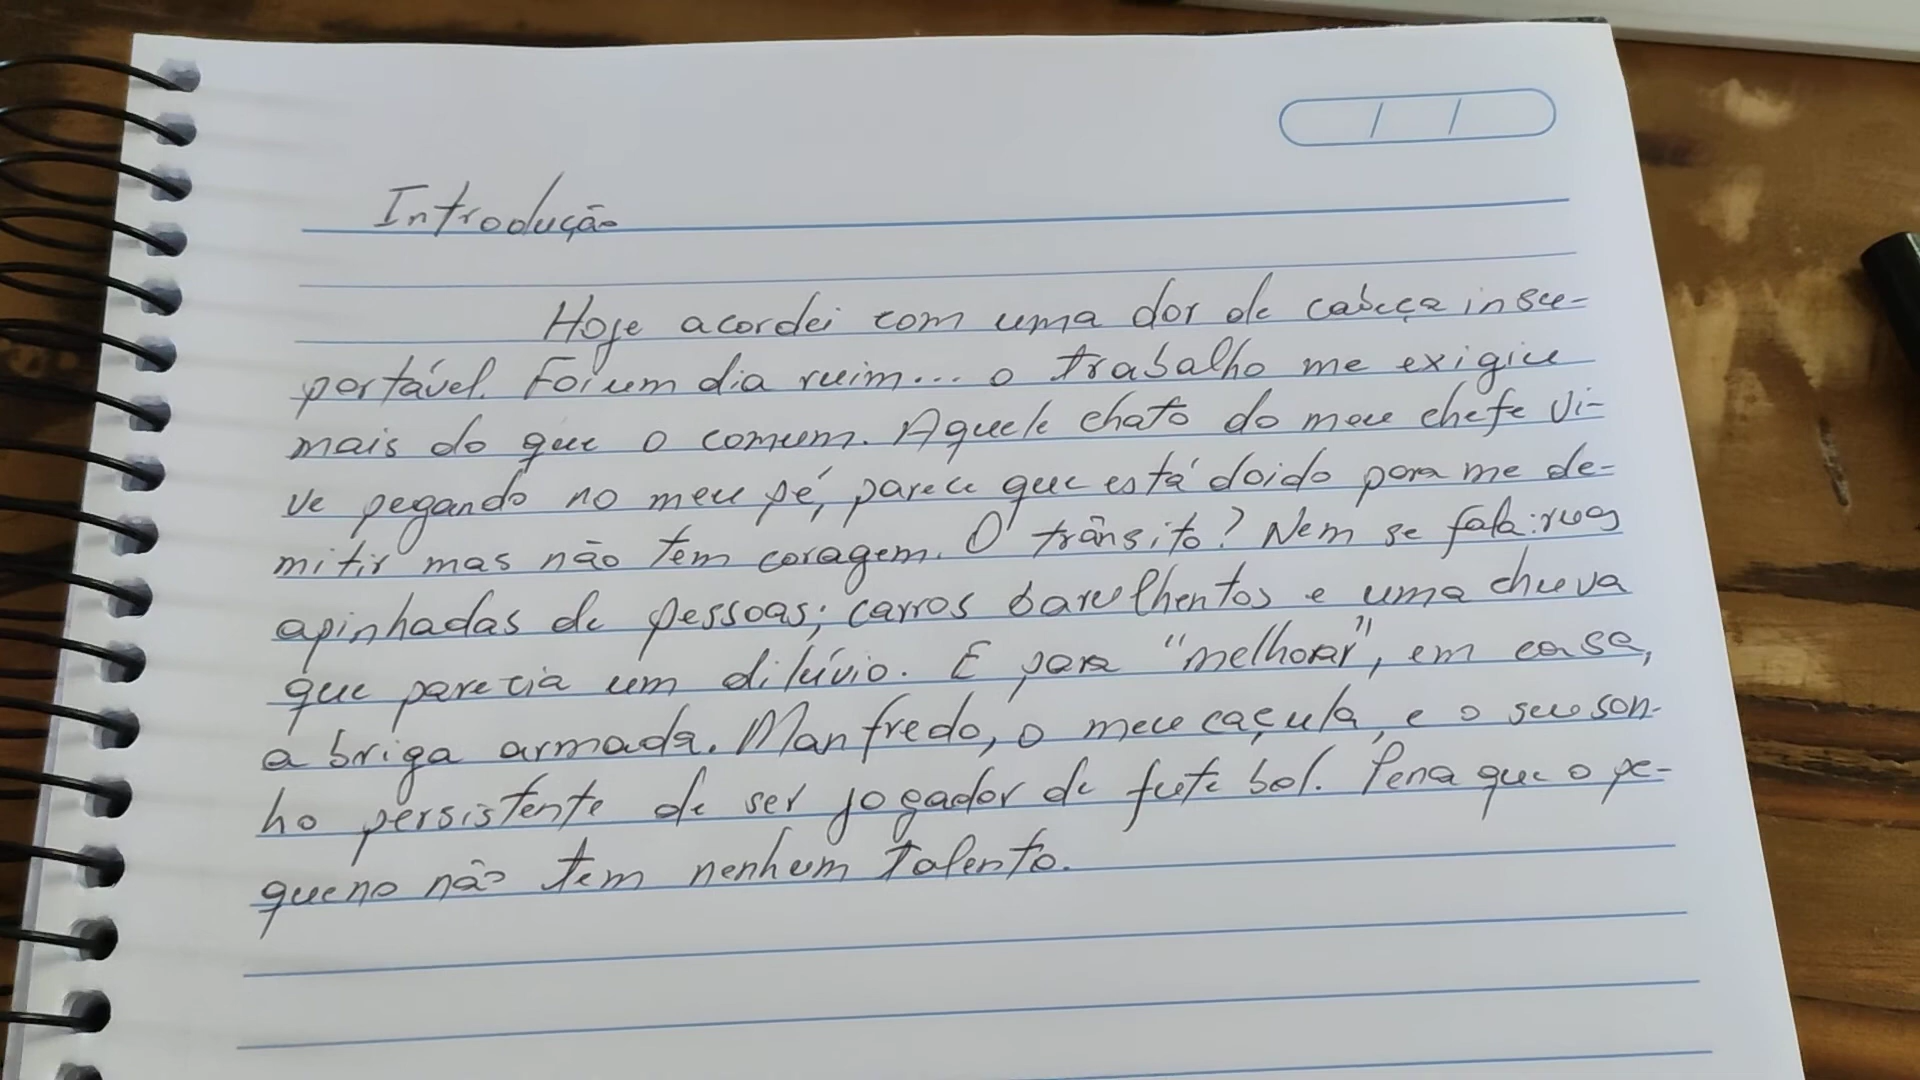 Introdução
Hoje acordei com uma dor de cabeça insu-
portável. Foi um dia ruim... o trabalho me exigiu
mais do que o comum. Aquele chato do meu chefe vi-
ve pegando no meu pé, parece que está doido para me de-
mitir mas não tem coragem. O trânsito? Nem se fala: ruas
apinhadas de pessoas; carros barulhentos e uma chuva
que parecia um dilúvio. E para "melhorar", em casa,
a briga armada. Manfredo, o meu caçula, e o seu son-
ho persistente de ser jogador de futebol. Pena que o pe-
queno não tem nenhum talento.